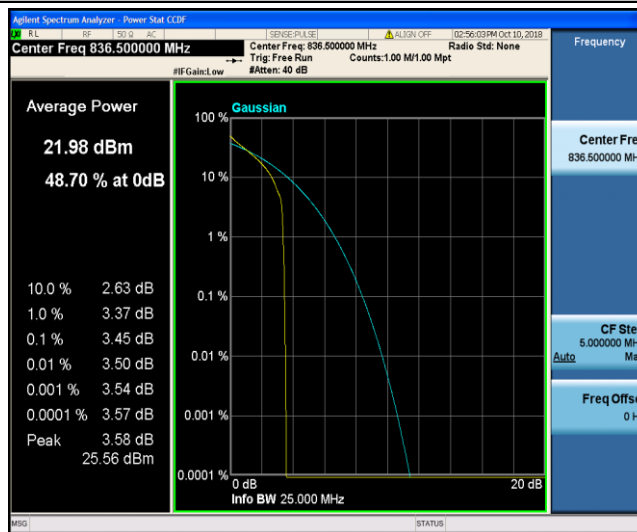 Agilent Spectrum Analyzer - Power Stat CCDF
RL RF 50 Ω AC SENSE:PULSE ALIGN OFF 02:56:03 PM Oct 10, 2018
Center Freq 836.500000 MHz
Center Freq: 836.500000 MHz Radio Std: None
Trig: Free Run Counts:1.00 M/1.00 Mpt
#IFGain:Low #Atten: 40 dB
Frequency
Average Power
21.98 dBm
48.70 % at 0dB
10.0 % 2.63 dB
1.0 % 3.37 dB
0.1 % 3.45 dB
0.01 % 3.50 dB
0.001 % 3.54 dB
0.0001 % 3.57 dB
Peak 3.58 dB
25.56 dBm
Gaussian
100 %
10 %
1 %
0.1 %
0.01 %
0.001 %
0.0001 %
0 dB 20 dB
Info BW 25.000 MHz
Center Fre
836.500000 MH
CF Ste
5.000000 MH
Auto Ma
Freq Offse
0 H
MSG STATUS